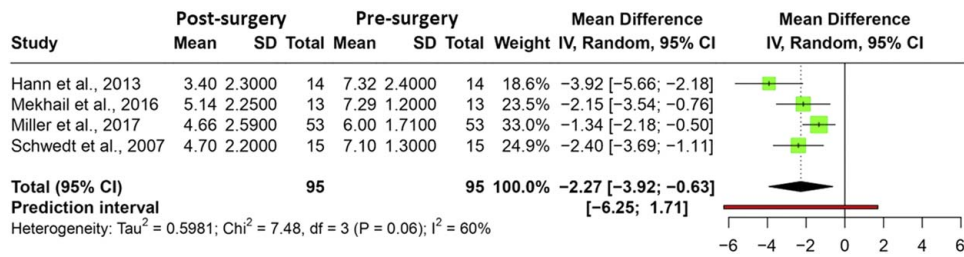 Post-surgery Pre-surgery Mean Difference Mean Difference
Study Mean SD Total Mean SD Total Weight IV, Random, 95% CI IV, Random, 95% CI
Hann et al., 2013 3.40 2.3000 14 7.32 2.4000 14 18.6% −3.92 [−5.66; −2.18]
Mekhail et al., 2016 5.14 2.2500 13 7.29 1.2000 13 23.5% −2.15 [−3.54; −0.76]
Miller et al., 2017 4.66 2.5900 53 6.00 1.7100 53 33.0% −1.34 [−2.18; −0.50]
Schwedt et al., 2007 4.70 2.2000 15 7.10 1.3000 15 24.9% −2.40 [−3.69; −1.11]
Total (95% CI) 95 95 100.0% −2.27 [−3.92; −0.63]
Prediction interval [−6.25; 1.71]
Heterogeneity: Tau² = 0.5981; Chi² = 7.48, df = 3 (P = 0.06); I² = 60%
−6 −4 −2 0 2 4 6